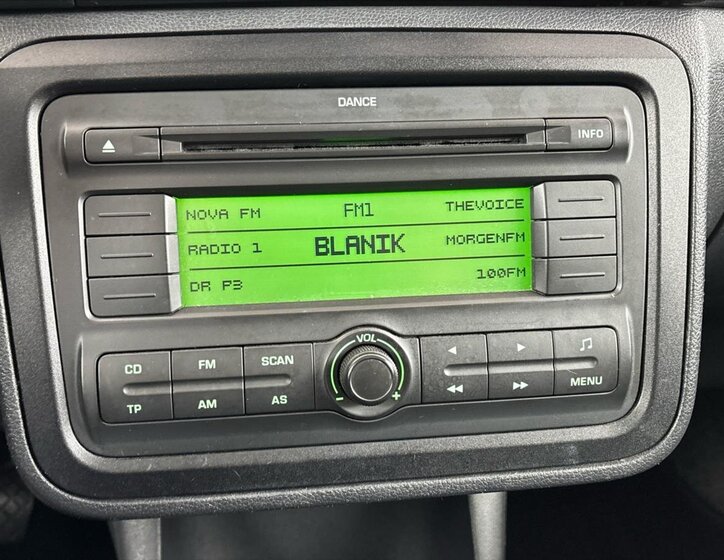 DANCE
INFO
NOVA FM FM1 THEVOICE
RADIO 1 BLANIK MORGENFM
DR P3 100FM
VOL
CD FM SCAN
TP AM AS MENU
- +